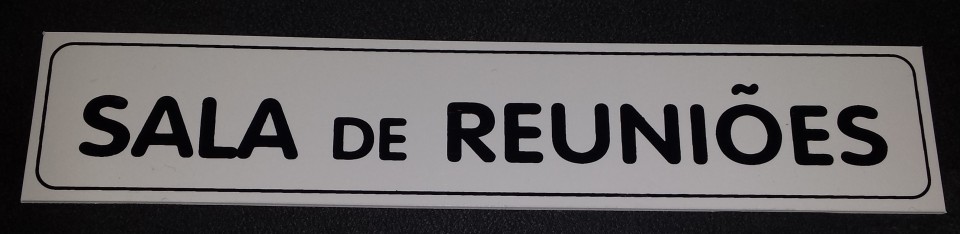 SALA DE REUNIÕES